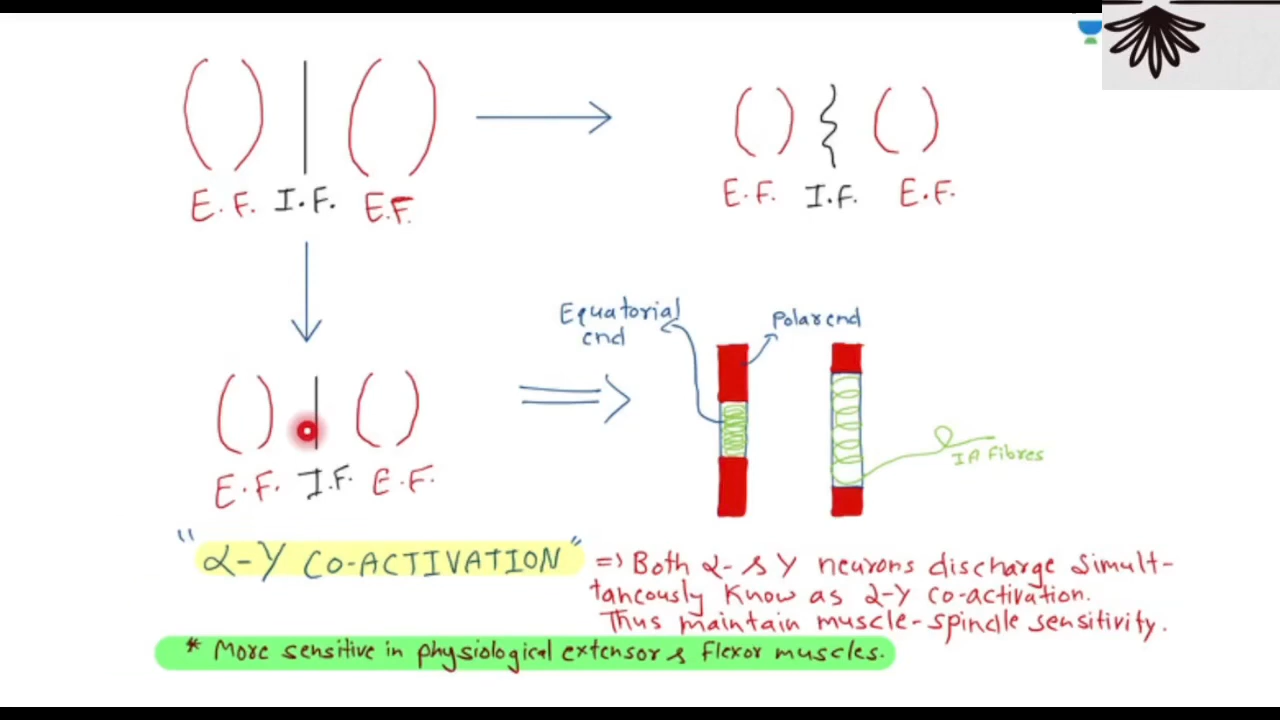 E.F. I.F. E.F.
E.F. I.F. E.F.
Equatorial
end
Polar end
IA Fibres
E.F. I.F. E.F.
"α-γ CO-ACTIVATION"
=> Both α- & γ neurons discharge simult-
taneously know as α-γ co-activation.
Thus maintain muscle-spindle sensitivity.
* More sensitive in physiological extensor & flexor muscles.